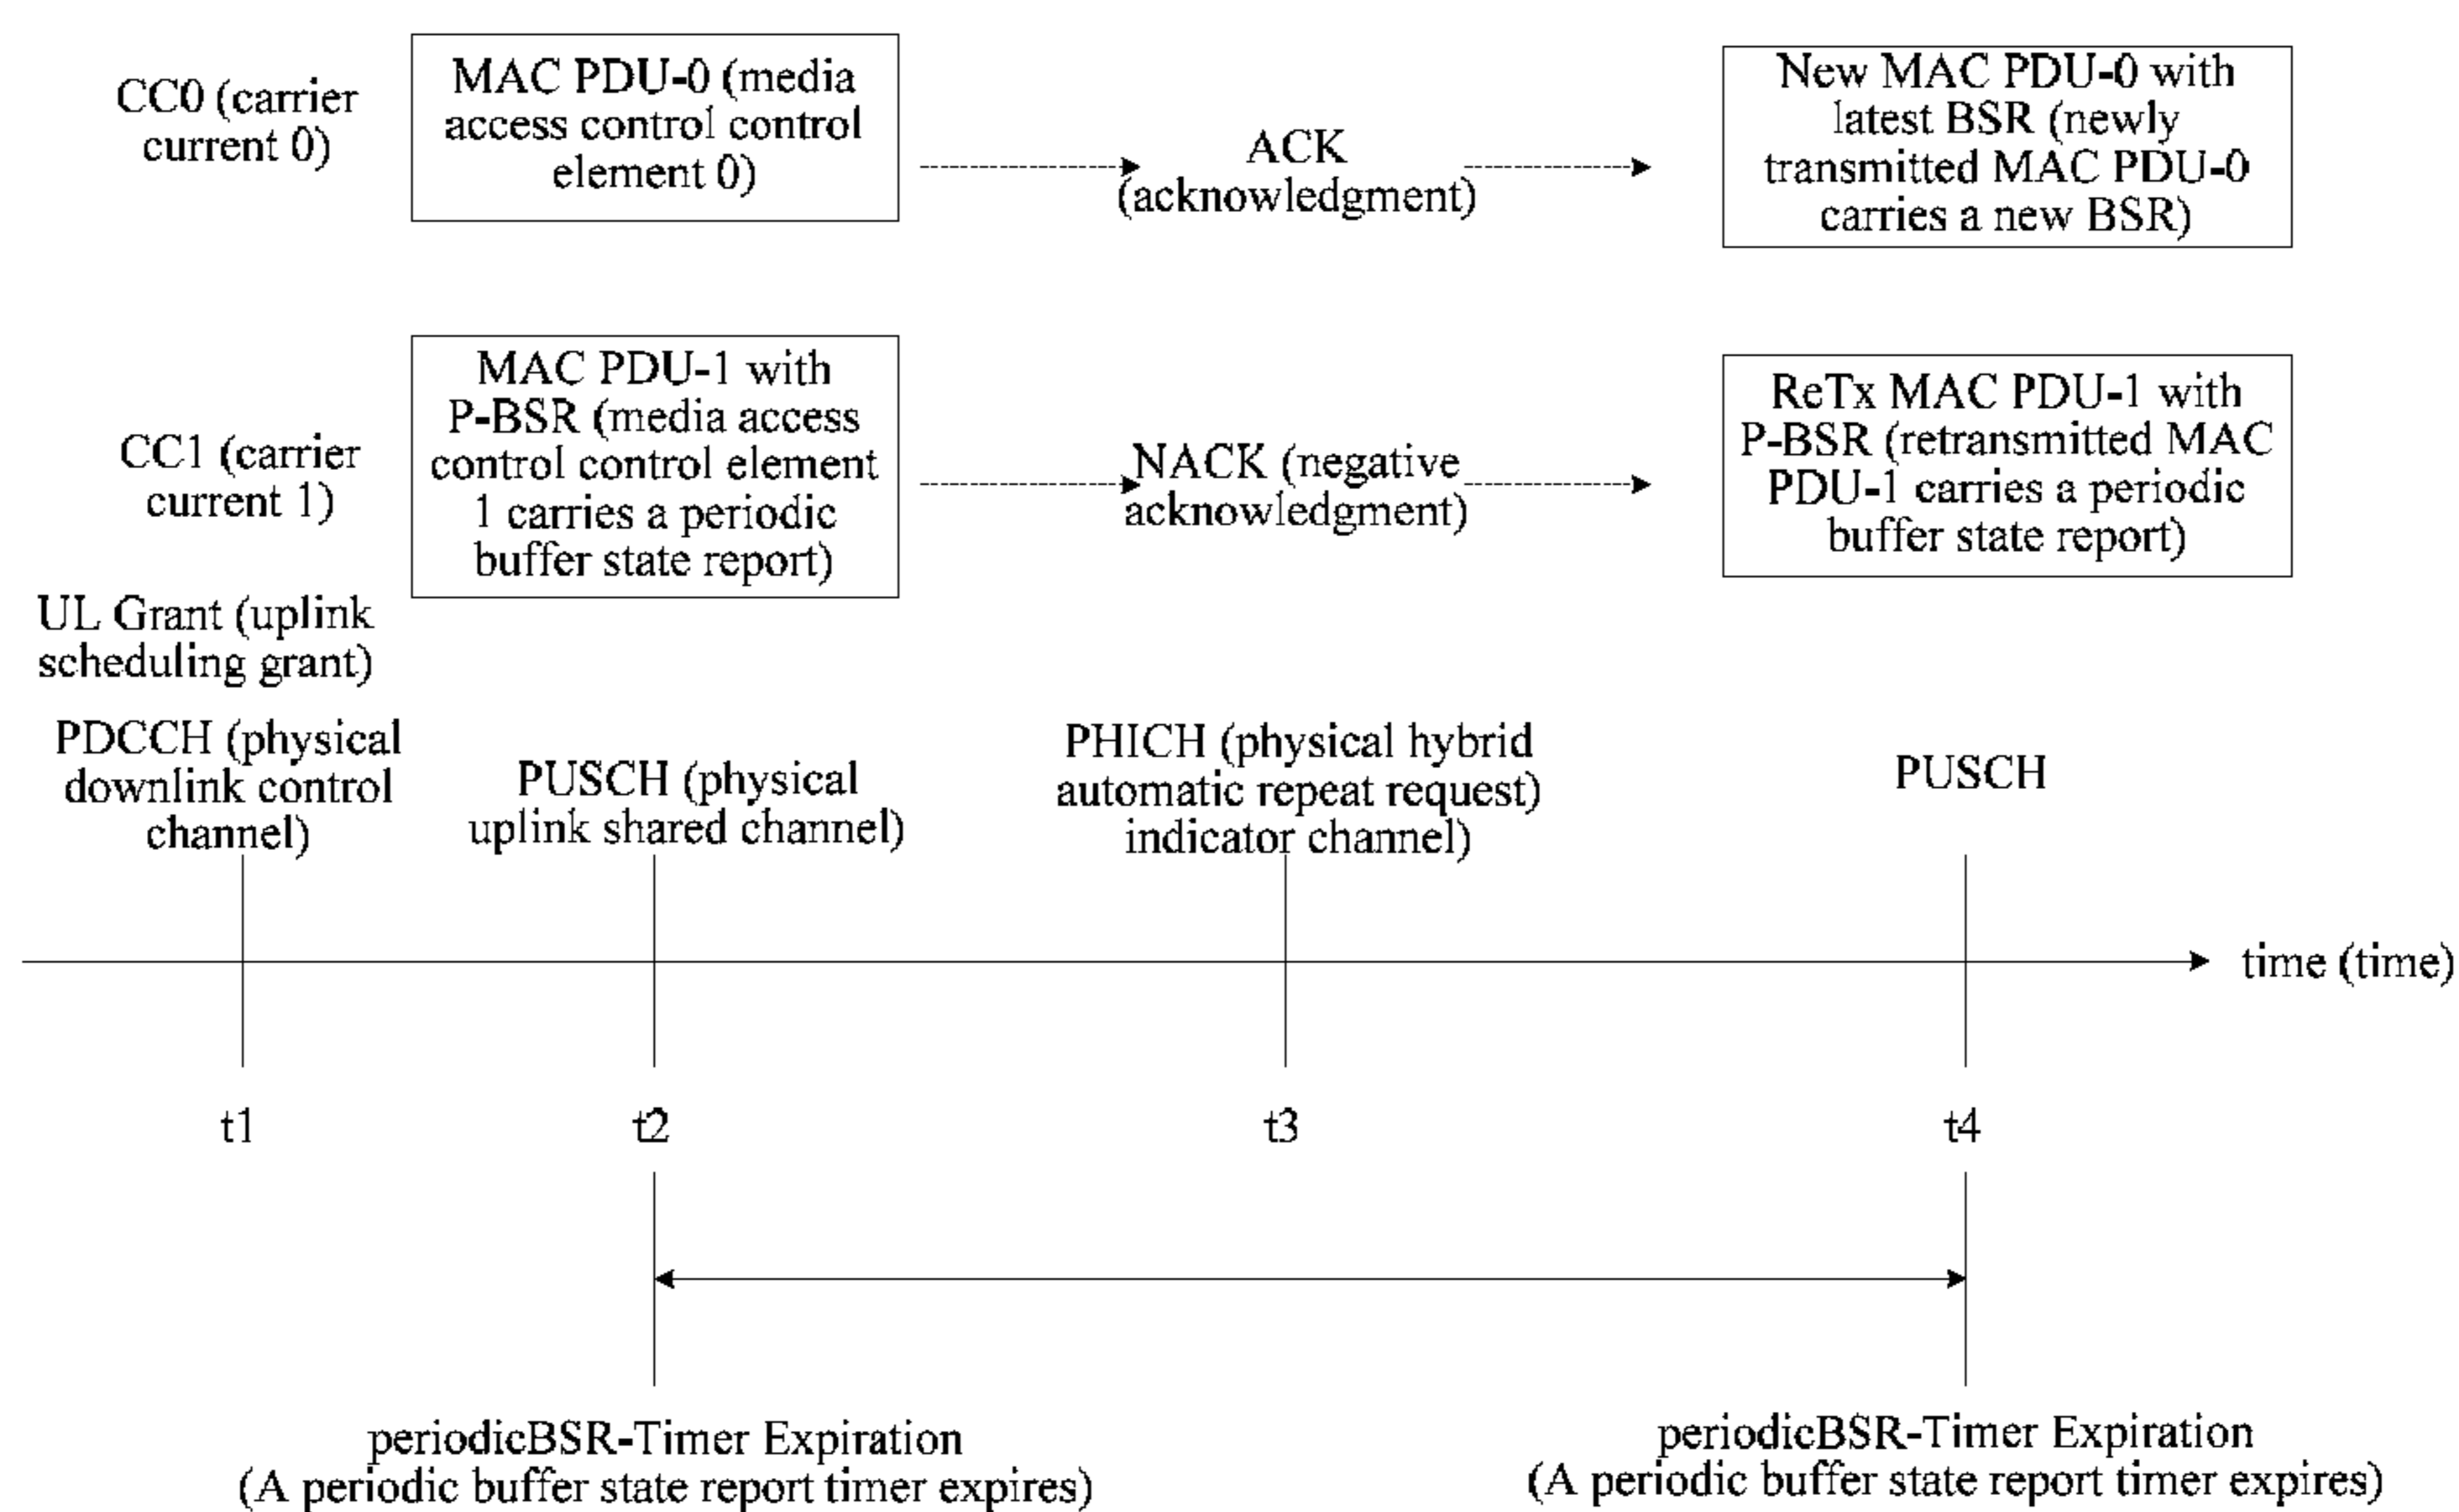 CC0 (carrier
current 0)
MAC PDU-0 (media
access control control
element 0)
ACK
(acknowledgment)
New MAC PDU-0 with
latest BSR (newly
transmitted MAC PDU-0
carries a new BSR)
CC1 (carrier
current 1)
MAC PDU-1 with
P-BSR (media access
control control element
1 carries a periodic
buffer state report)
NACK (negative
acknowledgment)
ReTx MAC PDU-1 with
P-BSR (retransmitted MAC
PDU-1 carries a periodic
buffer state report)
UL Grant (uplink
scheduling grant)
PDCCH (physical
downlink control
channel)
PUSCH (physical
uplink shared channel)
PHICH (physical hybrid
automatic repeat request)
indicator channel)
PUSCH
time (time)
t1
t2
t3
t4
periodicBSR-Timer Expiration
(A periodic buffer state report timer expires)
periodicBSR-Timer Expiration
(A periodic buffer state report timer expires)